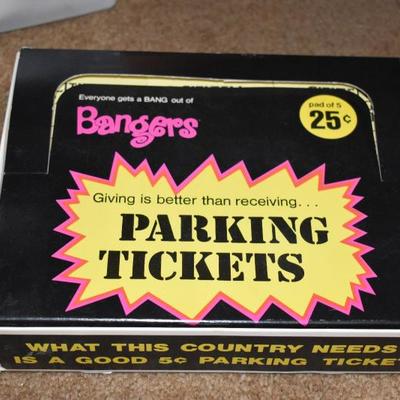 Everyone gets a BANG out of
Bangers
pad of 5
25¢
Giving is better than receiving...
PARKING
TICKETS
WHAT THIS COUNTRY NEEDS
IS A GOOD 5¢ PARKING TICKET